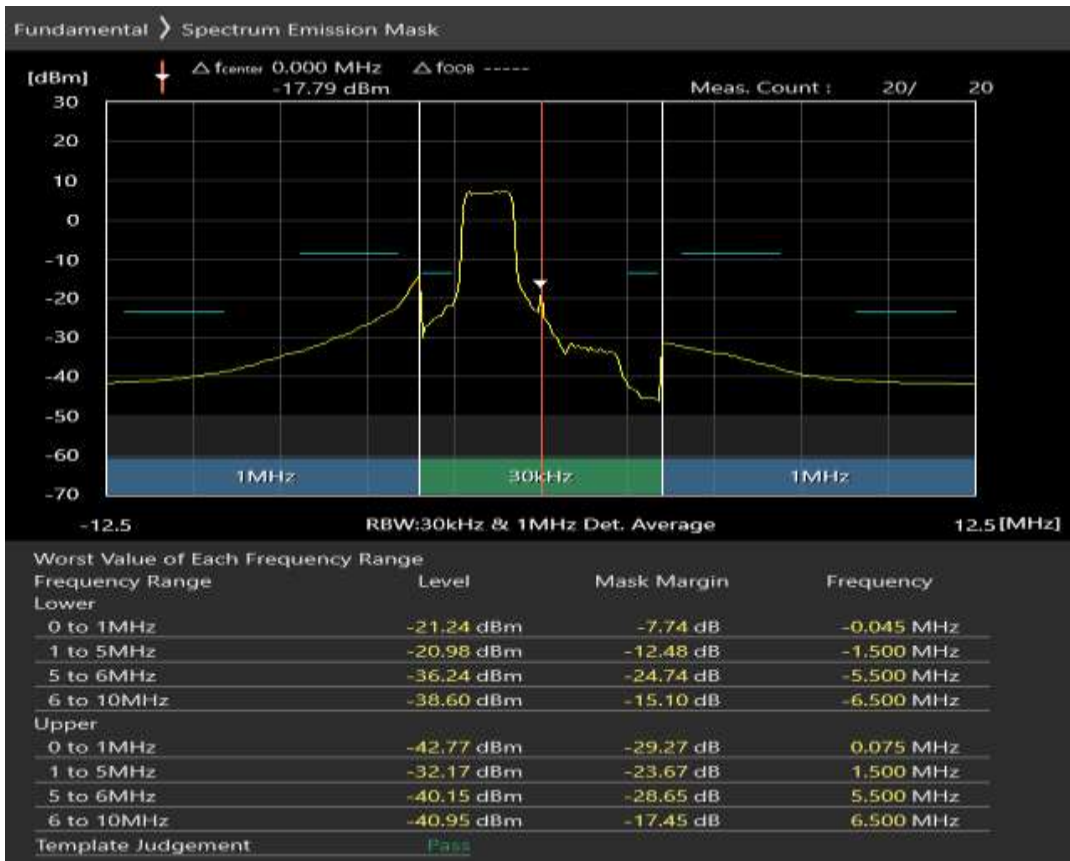 Fundamental 〉 Spectrum Emission Mask
[dBm] △ fcenter 0.000 MHz △ fOOB -----
-17.79 dBm Meas. Count : 20/ 20
30
20
10
0
-10
-20
-30
-40
-50
-60
-70
1MHz 30kHz 1MHz
-12.5 RBW:30kHz & 1MHz Det. Average 12.5 [MHz]
Worst Value of Each Frequency Range
Frequency Range Level Mask Margin Frequency
Lower
0 to 1MHz -21.24 dBm -7.74 dB -0.045 MHz
1 to 5MHz -20.98 dBm -12.48 dB -1.500 MHz
5 to 6MHz -36.24 dBm -24.74 dB -5.500 MHz
6 to 10MHz -38.60 dBm -15.10 dB -6.500 MHz
Upper
0 to 1MHz -42.77 dBm -29.27 dB 0.075 MHz
1 to 5MHz -32.17 dBm -23.67 dB 1.500 MHz
5 to 6MHz -40.15 dBm -28.65 dB 5.500 MHz
6 to 10MHz -40.95 dBm -17.45 dB 6.500 MHz
Template Judgement Pass